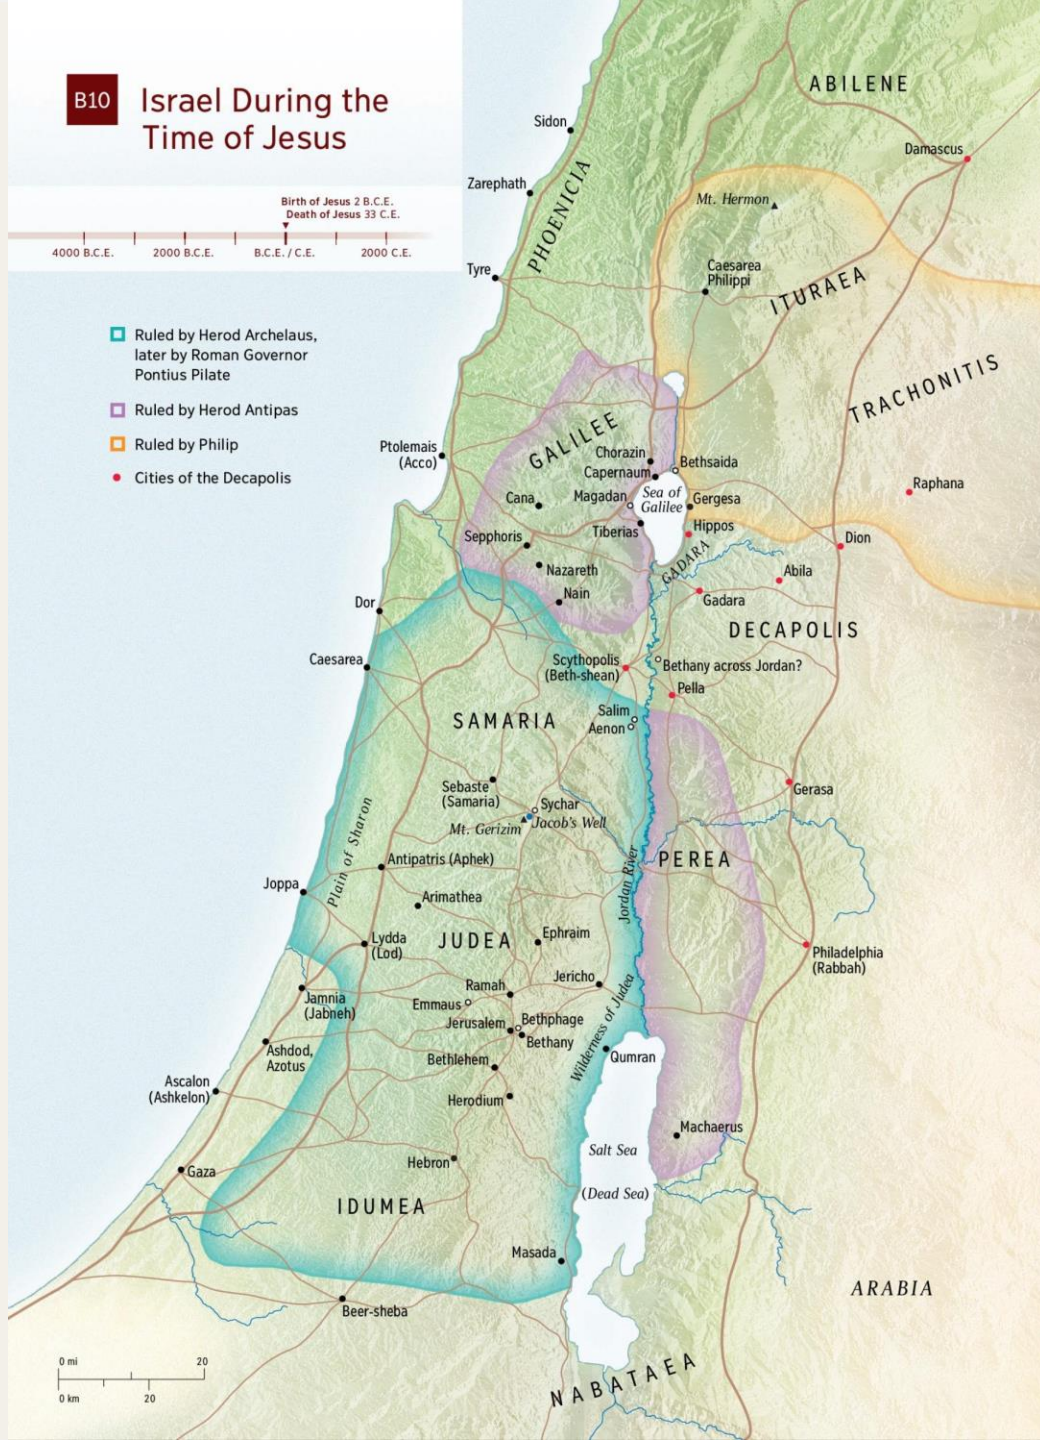 B10
Israel During the
Time of Jesus
Birth of Jesus 2 B.C.E.
Death of Jesus 33 C.E.
4000 B.C.E.
2000 B.C.E.
B.C.E. / C.E.
2000 C.E.
Ruled by Herod Archelaus,
later by Roman Governor
Pontius Pilate
Ruled by Herod Antipas
Ruled by Philip
Cities of the Decapolis
ABILENE
Sidon
Damascus
Zarephath
PHOENICIA
Mt. Hermon
Tyre
Caesarea
Philippi
ITURAEA
TRACHONITIS
GALILEE
Ptolemais
(Acco)
Chorazin
Bethsaida
Capernaum
Raphana
Cana
Magadan
Sea of
Galilee
Gergesa
Tiberias
Hippos
Sepphoris
Dion
GADARA
Nazareth
Abila
Nain
Gadara
Dor
DECAPOLIS
Caesarea
Scythopolis
(Beth-shean)
Bethany across Jordan?
Pella
SAMARIA
Salim
Aenon
Sebaste
(Samaria)
Gerasa
Sychar
Jacob's Well
Mt. Gerizim
Plain of Sharon
Antipatris (Aphek)
PEREA
Jordan River
Joppa
Arimathea
Lydda
(Lod)
JUDEA
Ephraim
Philadelphia
(Rabbah)
Jericho
Ramah
Jamnia
(Jabneh)
Emmaus
Wilderness of Judea
Jerusalem
Bethphage
Bethany
Ashdod,
Azotus
Bethlehem
Qumran
Ascalon
(Ashkelon)
Herodium
Machaerus
Salt Sea
(Dead Sea)
Hebron
Gaza
IDUMEA
Masada
ARABIA
Beer-sheba
NABATAEA
0 mi
20
0 km
20